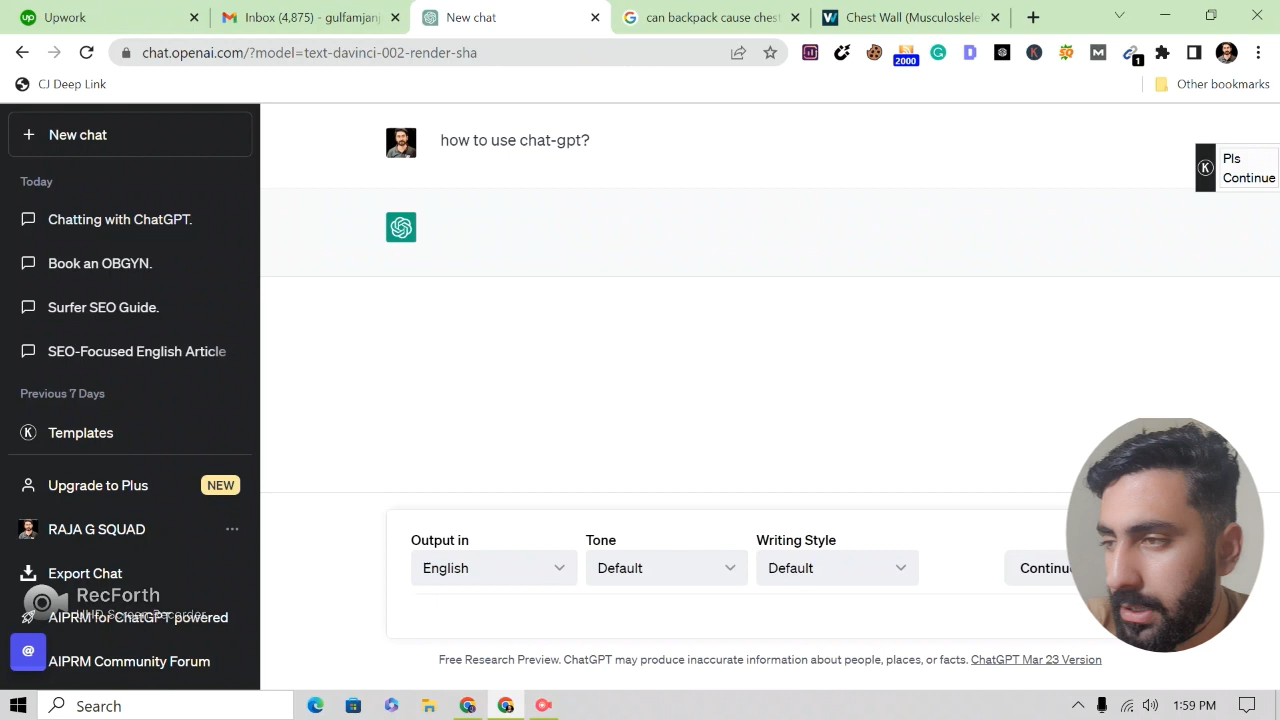 Upwork
Inbox (4,875) - gulfamjanj
New chat
can backpack cause chest
Chest Wall (Musculoskele
chat.openai.com/?model=text-davinci-002-render-sha
2000
1
CJ Deep Link
Other bookmarks
New chat
how to use chat-gpt?
Pls
Continue
Today
Chatting with ChatGPT.
Book an OBGYN.
Surfer SEO Guide.
SEO-Focused English Article
Previous 7 Days
Templates
Upgrade to Plus
NEW
RAJA G SQUAD
Export Chat
RecForth
AIPRM for ChatGPT powered
AIPRM Community Forum
Output in
Tone
Writing Style
English
Default
Default
Continue
Free Research Preview. ChatGPT may produce inaccurate information about people, places, or facts. ChatGPT Mar 23 Version
Search
1:59 PM